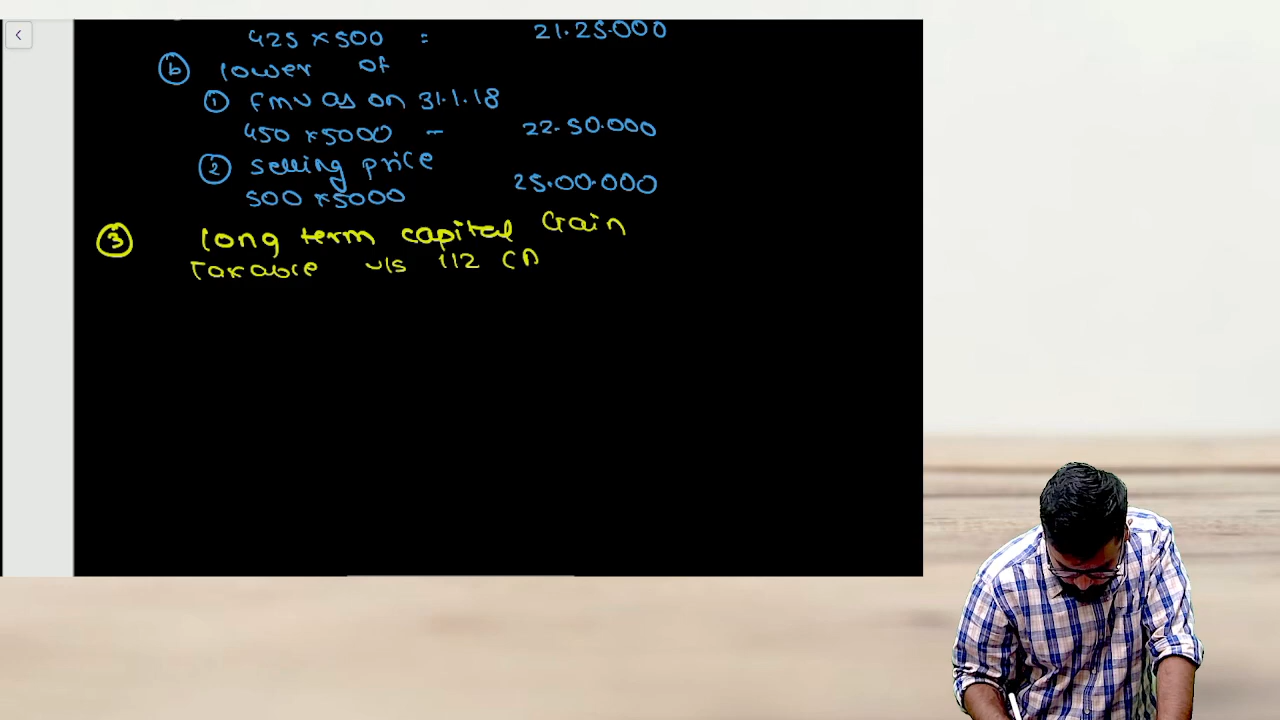 425 x 500 = 21.25.000
b lower of
1 Fmv as on 31.1.18
450 x 5000 - 22.50.000
2 selling price
500 x 5000 25.00.000
3 Long term capital Gain
Taxable u/s 112 (A